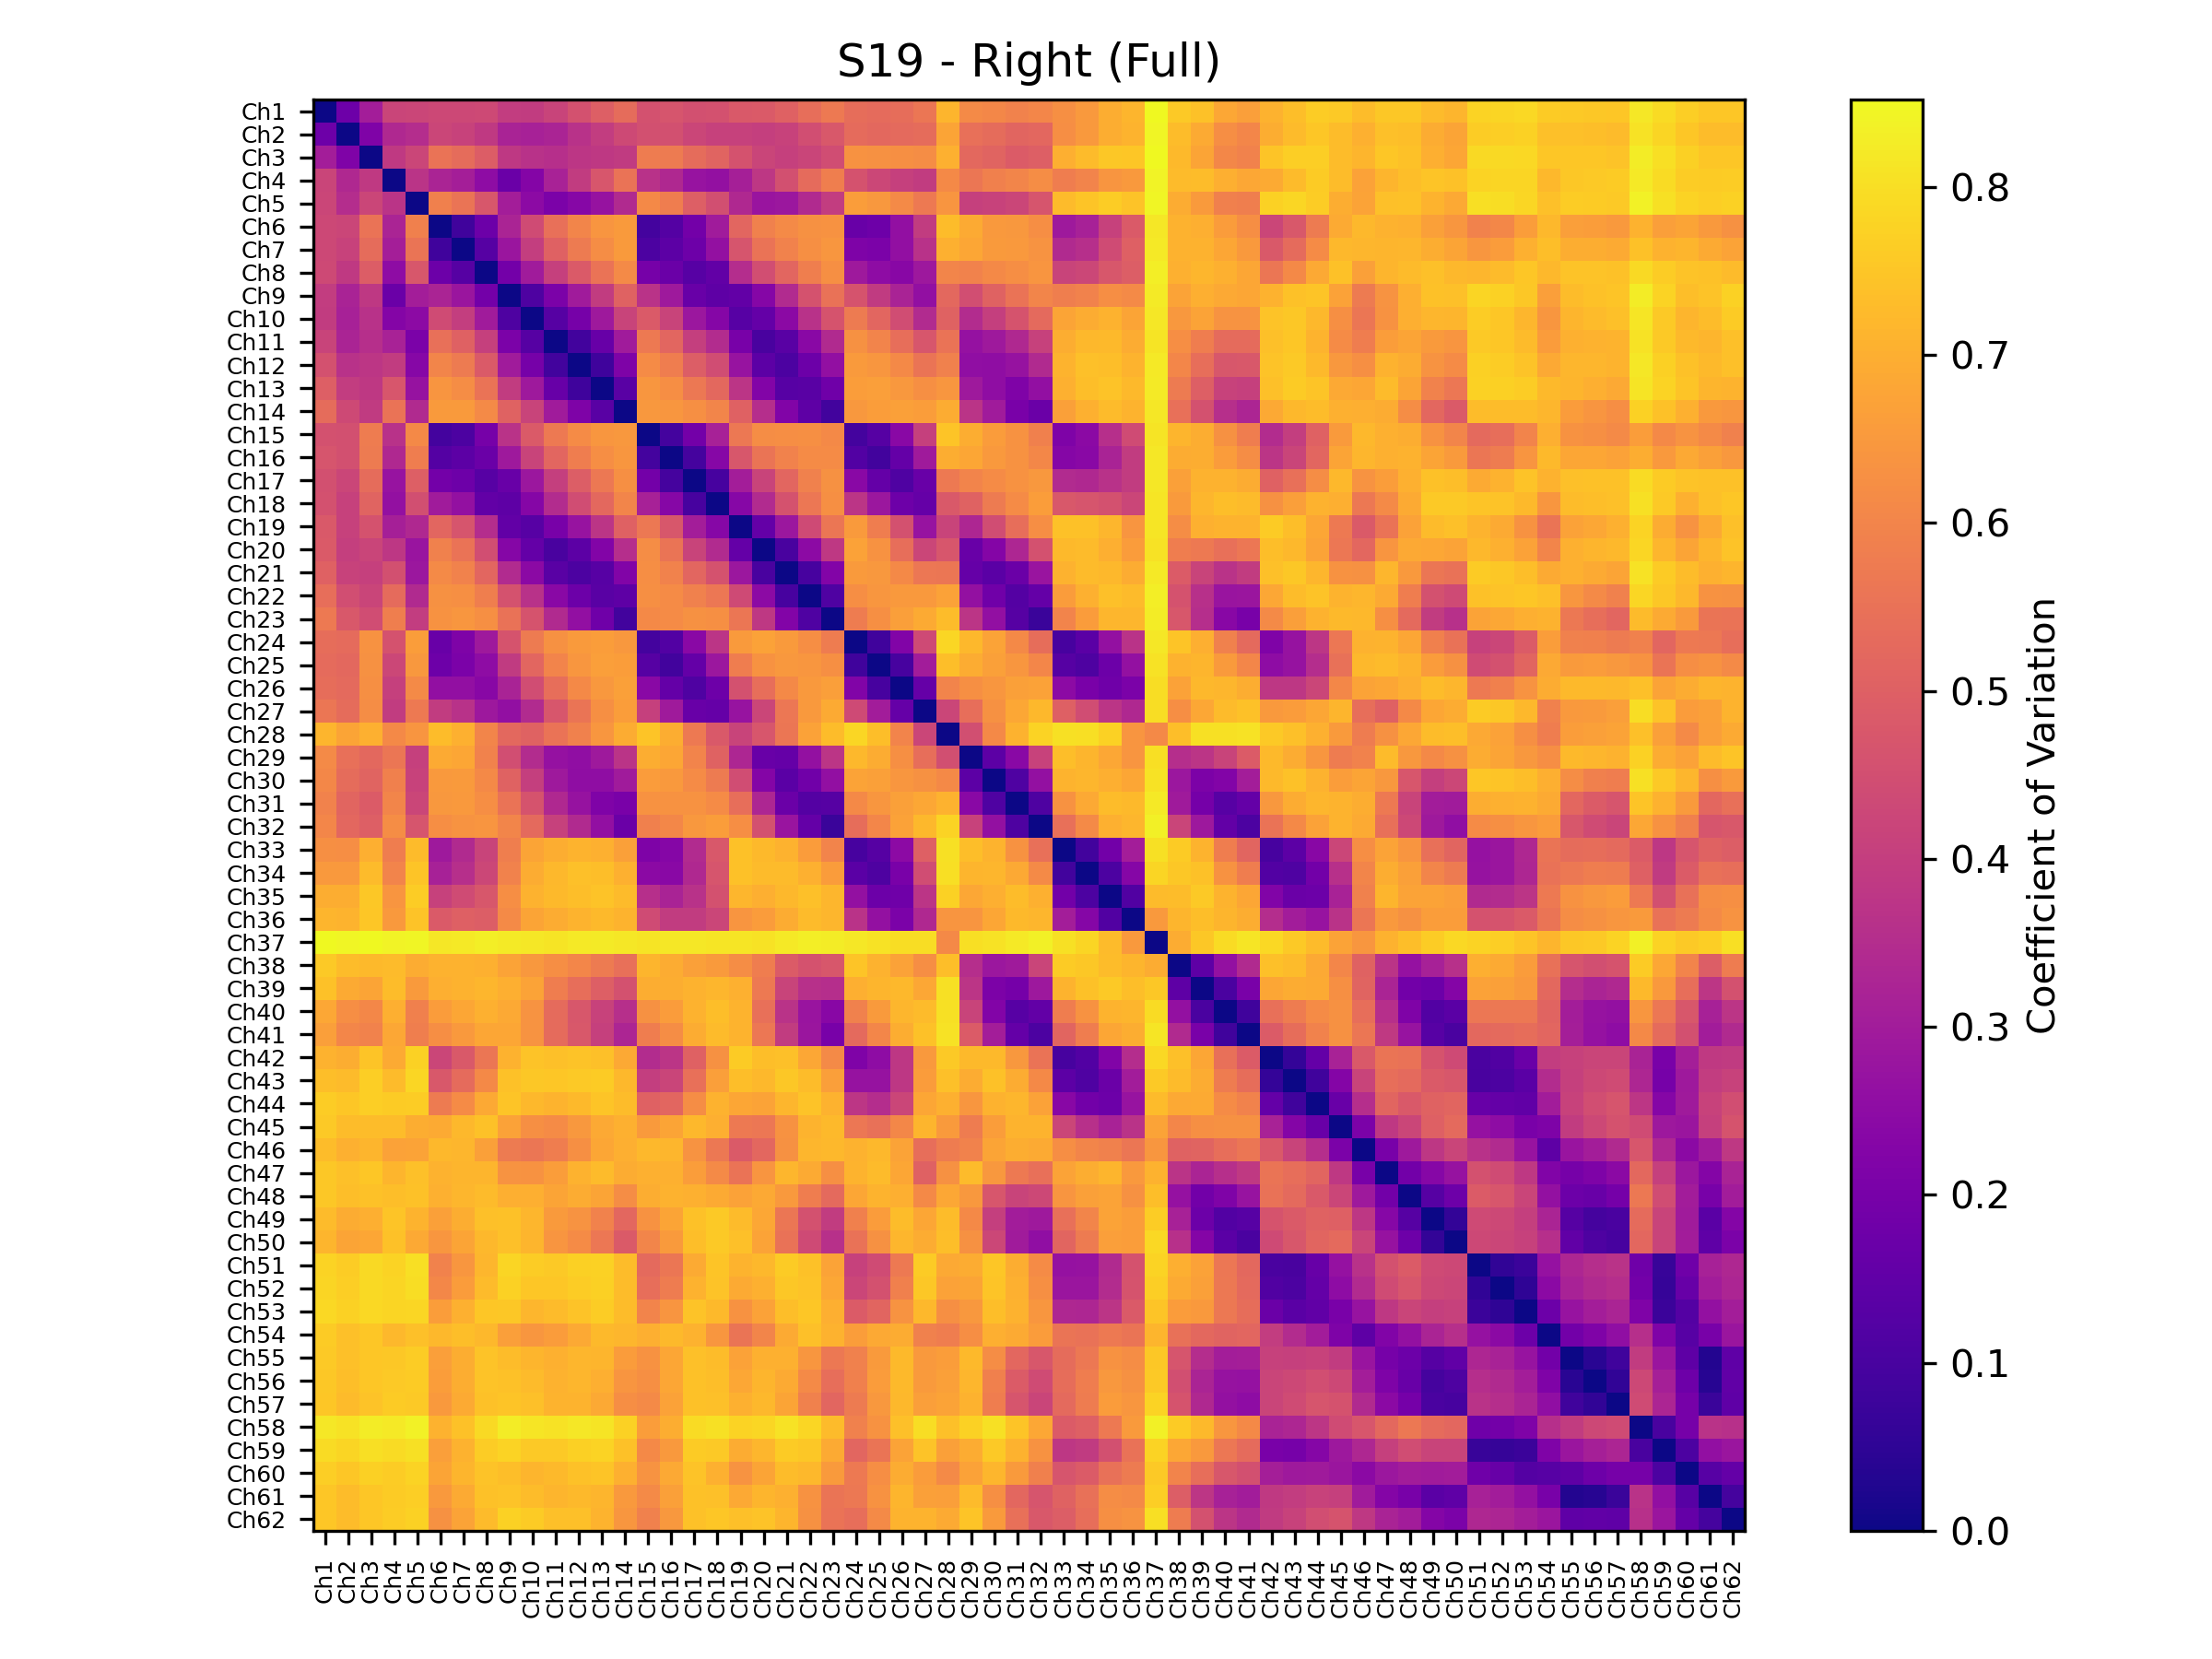 S19 - Right (Full)
Ch1
Ch2
Ch3
Ch4
Ch5
Ch6
Ch7
Ch8
Ch9
Ch10
Ch11
Ch12
Ch13
Ch14
Ch15
Ch16
Ch17
Ch18
Ch19
Ch20
Ch21
Ch22
Ch23
Ch24
Ch25
Ch26
Ch27
Ch28
Ch29
Ch30
Ch31
Ch32
Ch33
Ch34
Ch35
Ch36
Ch37
Ch38
Ch39
Ch40
Ch41
Ch42
Ch43
Ch44
Ch45
Ch46
Ch47
Ch48
Ch49
Ch50
Ch51
Ch52
Ch53
Ch54
Ch55
Ch56
Ch57
Ch58
Ch59
Ch60
Ch61
Ch62
Ch1
Ch2
Ch3
Ch4
Ch5
Ch6
Ch7
Ch8
Ch9
Ch10
Ch11
Ch12
Ch13
Ch14
Ch15
Ch16
Ch17
Ch18
Ch19
Ch20
Ch21
Ch22
Ch23
Ch24
Ch25
Ch26
Ch27
Ch28
Ch29
Ch30
Ch31
Ch32
Ch33
Ch34
Ch35
Ch36
Ch37
Ch38
Ch39
Ch40
Ch41
Ch42
Ch43
Ch44
Ch45
Ch46
Ch47
Ch48
Ch49
Ch50
Ch51
Ch52
Ch53
Ch54
Ch55
Ch56
Ch57
Ch58
Ch59
Ch60
Ch61
Ch62
0.8
0.7
0.6
0.5
0.4
0.3
0.2
0.1
0.0
Coefficient of Variation